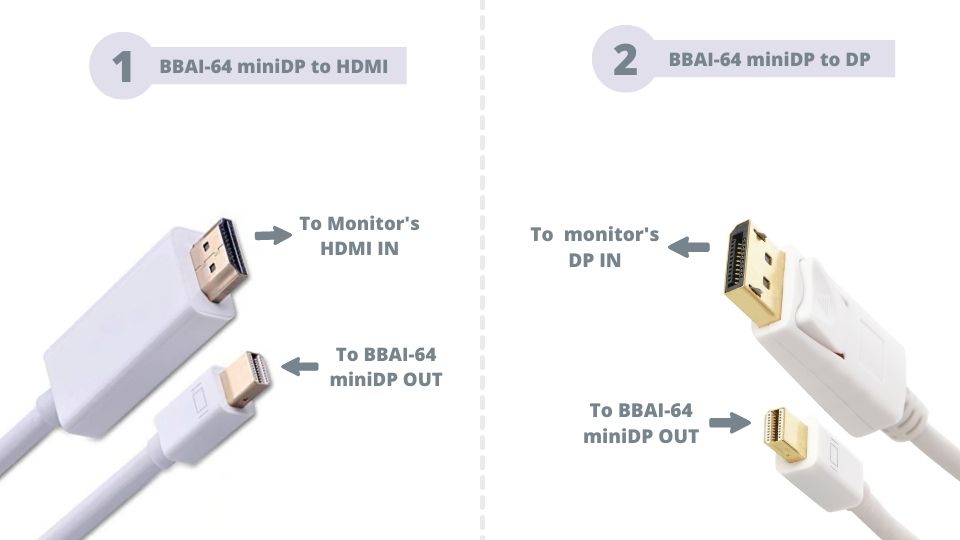 1
BBAI-64 miniDP to HDMI
To Monitor's
HDMI IN
To BBAI-64
miniDP OUT
2
BBAI-64 miniDP to DP
To monitor's
DP IN
To BBAI-64
miniDP OUT